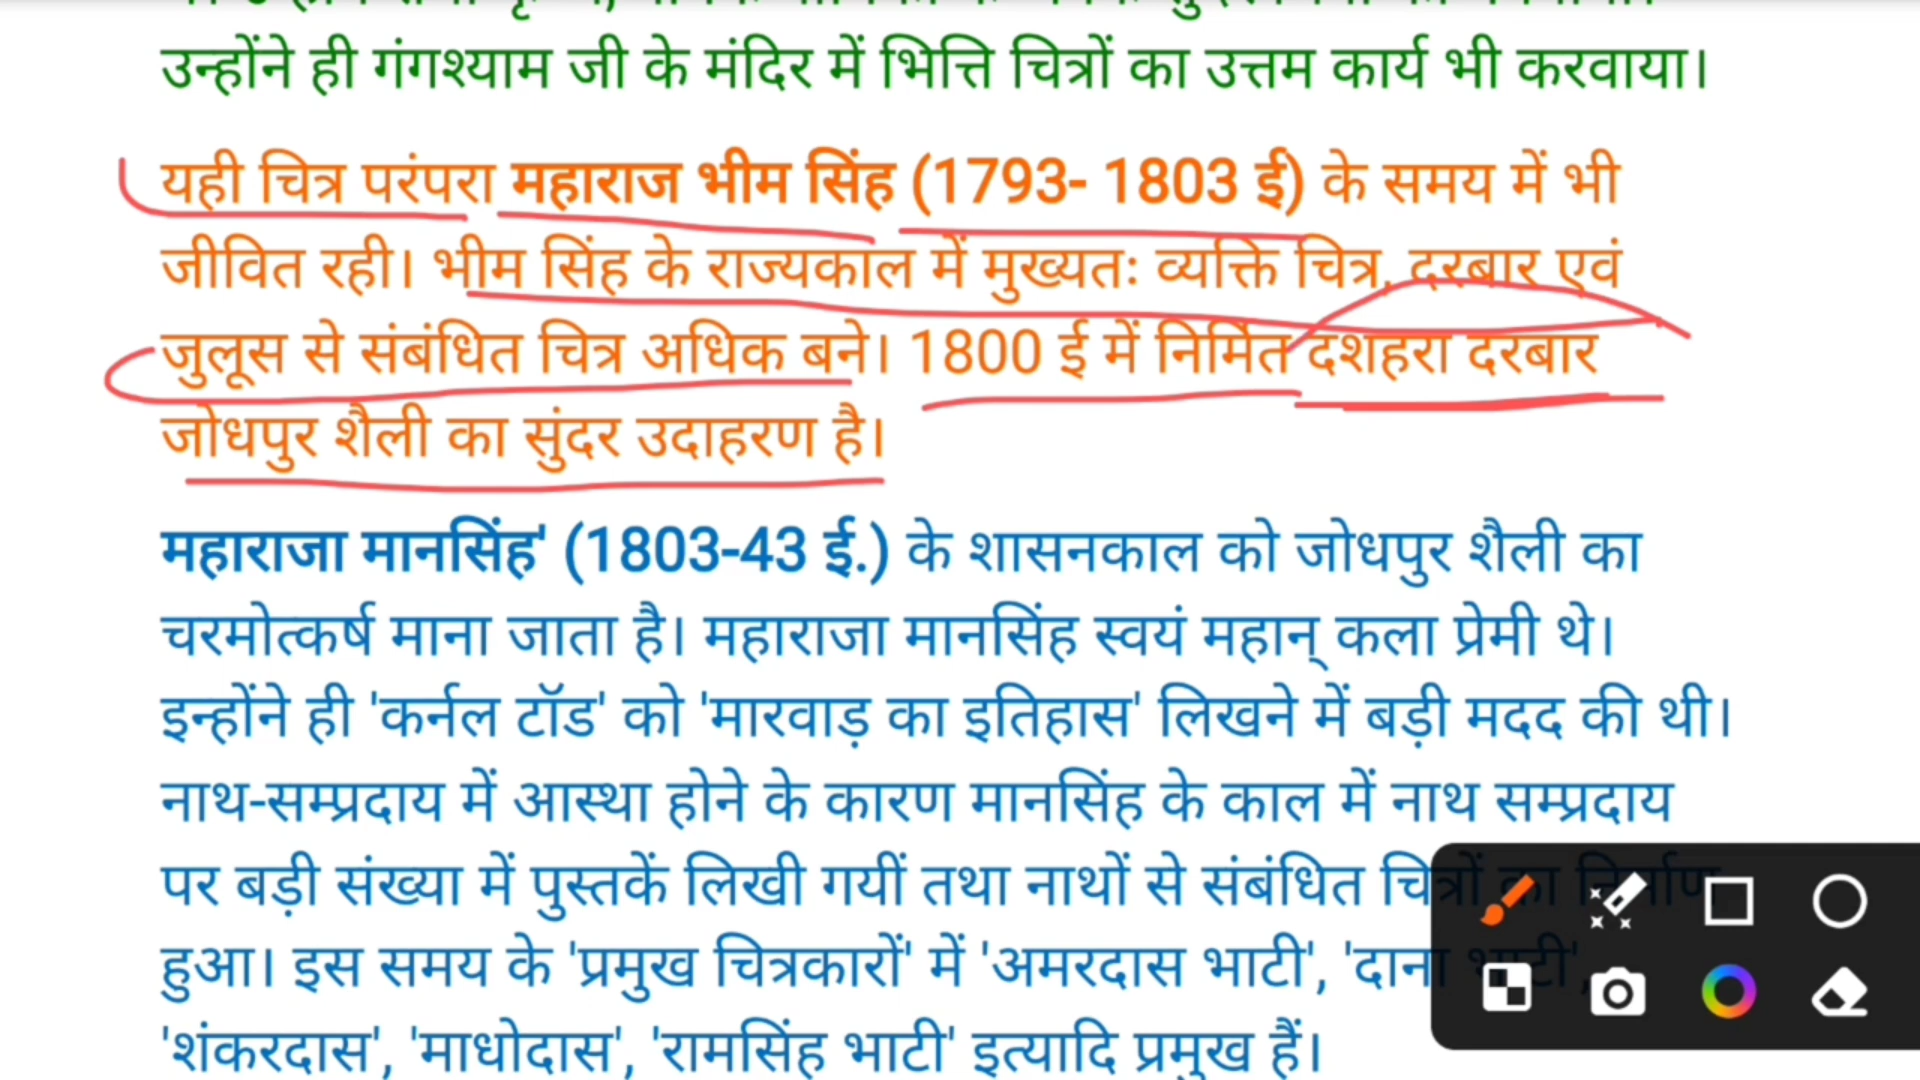 उन्होंने ही गंगश्याम जी के मंदिर में भित्ति चित्रों का उत्तम कार्य भी करवाया।
यही चित्र परंपरा महाराज भीम सिंह (1793- 1803 ई) के समय में भी
जीवित रही। भीम सिंह के राज्यकाल में मुख्यतः व्यक्ति चित्र, दरबार एवं
जुलूस से संबंधित चित्र अधिक बने। 1800 ई में निर्मित दशहरा दरबार
जोधपुर शैली का सुंदर उदाहरण है।
महाराजा मानसिंह' (1803-43 ई.) के शासनकाल को जोधपुर शैली का
चरमोत्कर्ष माना जाता है। महाराजा मानसिंह स्वयं महान् कला प्रेमी थे।
इन्होंने ही 'कर्नल टॉड' को 'मारवाड़ का इतिहास' लिखने में बड़ी मदद की थी।
नाथ-सम्प्रदाय में आस्था होने के कारण मानसिंह के काल में नाथ सम्प्रदाय
पर बड़ी संख्या में पुस्तकें लिखी गयीं तथा नाथों से संबंधित चित्रों का निर्माण
हुआ। इस समय के 'प्रमुख चित्रकारों' में 'अमरदास भाटी', 'दाना भाटी',
'शंकरदास', 'माधोदास', 'रामसिंह भाटी' इत्यादि प्रमुख हैं।